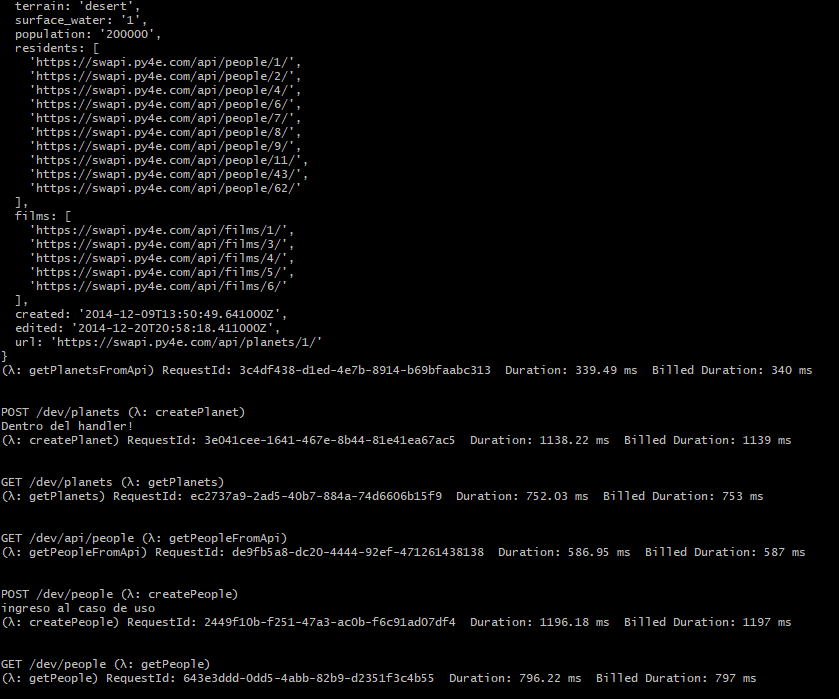 terrain: 'desert',
surface_water: '1',
population: '200000',
residents: [
'https://swapi.py4e.com/api/people/1/',
'https://swapi.py4e.com/api/people/2/',
'https://swapi.py4e.com/api/people/4/',
'https://swapi.py4e.com/api/people/6/',
'https://swapi.py4e.com/api/people/7/',
'https://swapi.py4e.com/api/people/8/',
'https://swapi.py4e.com/api/people/9/',
'https://swapi.py4e.com/api/people/11/',
'https://swapi.py4e.com/api/people/43/',
'https://swapi.py4e.com/api/people/62/'
],
films: [
'https://swapi.py4e.com/api/films/1/',
'https://swapi.py4e.com/api/films/3/',
'https://swapi.py4e.com/api/films/4/',
'https://swapi.py4e.com/api/films/5/',
'https://swapi.py4e.com/api/films/6/'
],
created: '2014-12-09T13:50:49.641000Z',
edited: '2014-12-20T20:58:18.411000Z',
url: 'https://swapi.py4e.com/api/planets/1/'
}
(λ: getPlanetsFromApi) RequestId: 3c4df438-d1ed-4e7b-8914-b69bfaabc313  Duration: 339.49 ms  Billed Duration: 340 ms
POST /dev/planets (λ: createPlanet)
Dentro del handler!
(λ: createPlanet) RequestId: 3e041cee-1641-467e-8b44-81e41ea67ac5  Duration: 1138.22 ms  Billed Duration: 1139 ms
GET /dev/planets (λ: getPlanets)
(λ: getPlanets) RequestId: ec2737a9-2ad5-40b7-884a-74d6606b15f9  Duration: 752.03 ms  Billed Duration: 753 ms
GET /dev/api/people (λ: getPeopleFromApi)
(λ: getPeopleFromApi) RequestId: de9fb5a8-dc20-4444-92ef-471261438138  Duration: 586.95 ms  Billed Duration: 587 ms
POST /dev/people (λ: createPeople)
ingreso al caso de uso
(λ: createPeople) RequestId: 2449f10b-f251-47a3-ac0b-f6c91ad07df4  Duration: 1196.18 ms  Billed Duration: 1197 ms
GET /dev/people (λ: getPeople)
(λ: getPeople) RequestId: 643e3ddd-0dd5-4abb-82b9-d2351f3c4b55  Duration: 796.22 ms  Billed Duration: 797 ms